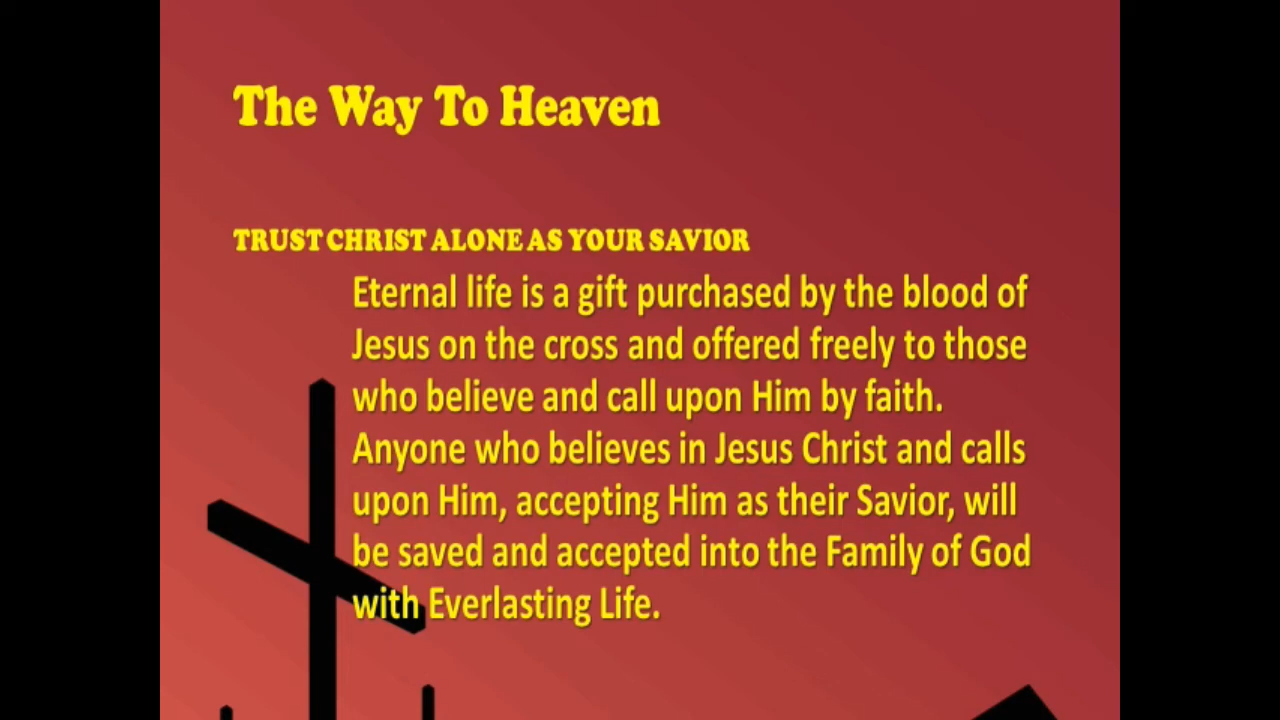 The Way To Heaven
TRUST CHRIST ALONE AS YOUR SAVIOR
Eternal life is a gift purchased by the blood of
Jesus on the cross and offered freely to those
who believe and call upon Him by faith.
Anyone who believes in Jesus Christ and calls
upon Him, accepting Him as their Savior, will
be saved and accepted into the Family of God
with Everlasting Life.